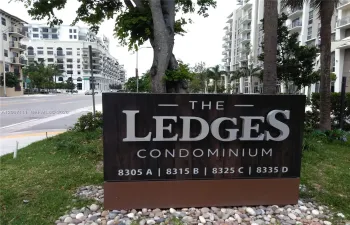 THE
LEDGES
CONDOMINIUM
8305 A | 8315 B | 8325 C | 8335 D